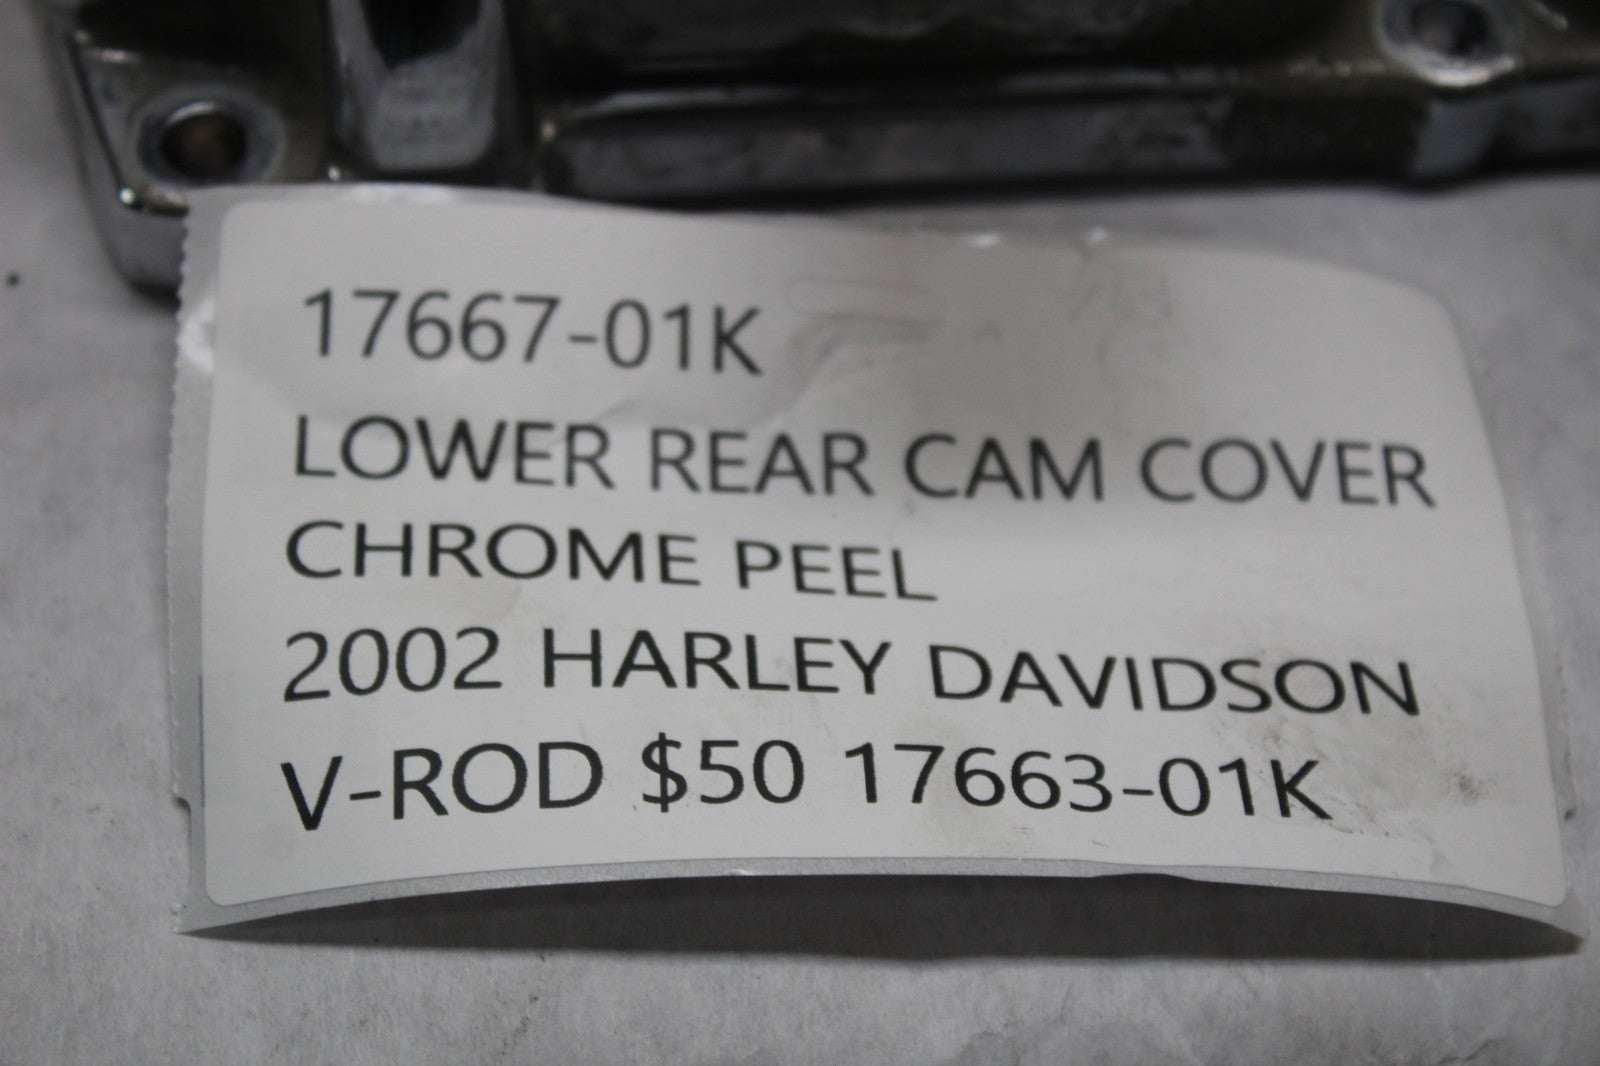 17667-01K
LOWER REAR CAM COVER
CHROME PEEL
2002 HARLEY DAVIDSON
V-ROD $50 17663-01K